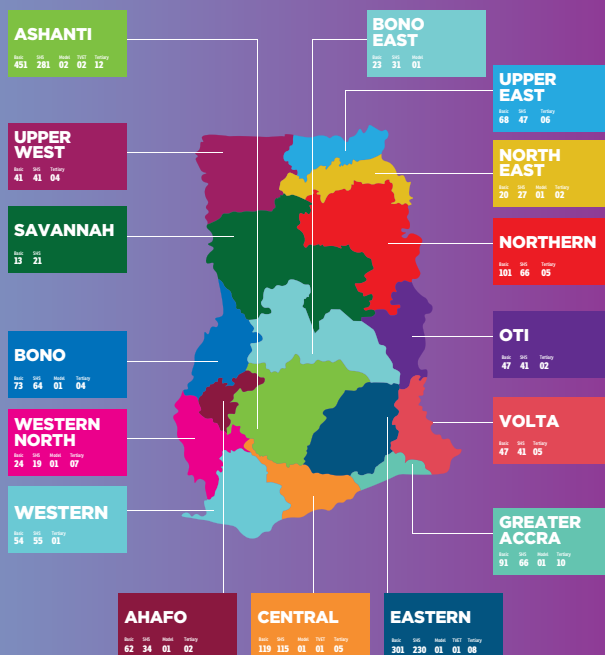 ASHANTI
Basic SHS Model TVET Tertiary
451 281 02 02 12
BONO
EAST
Basic SHS Model
23 31 01
UPPER
EAST
Basic SHS Tertiary
68 47 06
UPPER
WEST
Basic SHS Tertiary
41 41 04
NORTH
EAST
Basic SHS Model Tertiary
20 27 01 02
SAVANNAH
Basic SHS
13 21
NORTHERN
Basic SHS Tertiary
101 66 05
BONO
Basic SHS Model Tertiary
73 64 01 04
OTI
Basic SHS Tertiary
47 41 02
WESTERN
NORTH
Basic SHS Model Tertiary
24 19 01 07
VOLTA
Basic SHS Tertiary
47 41 05
WESTERN
Basic SHS Tertiary
54 55 01
GREATER
ACCRA
Basic SHS Model Tertiary
91 66 01 10
AHAFO
Basic SHS Model Tertiary
62 34 01 02
CENTRAL
Basic SHS Model TVET Tertiary
119 115 01 01 05
EASTERN
Basic SHS Model TVET Tertiary
301 230 01 01 08